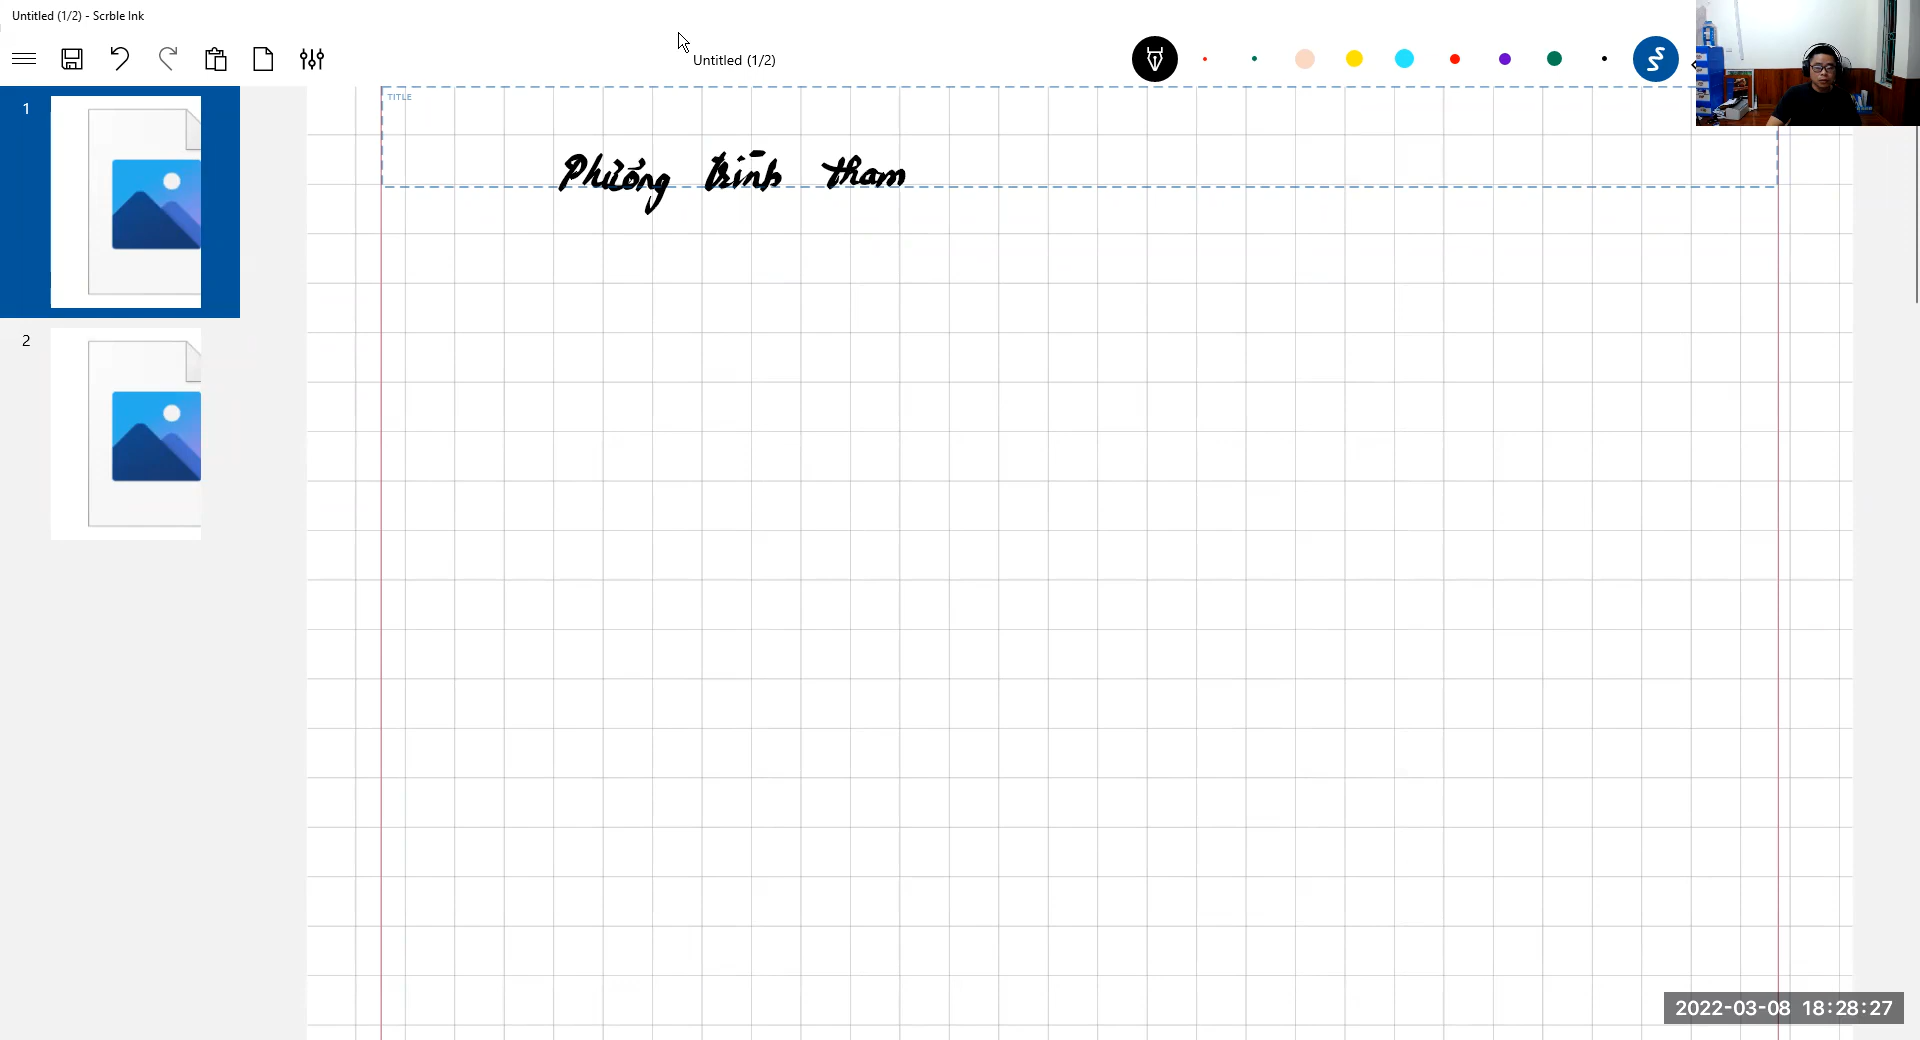 Untitled (1/2) - Scrble Ink
Untitled (1/2)
1
TITLE
Phương trình tham
2
2022-03-08 18:28:27